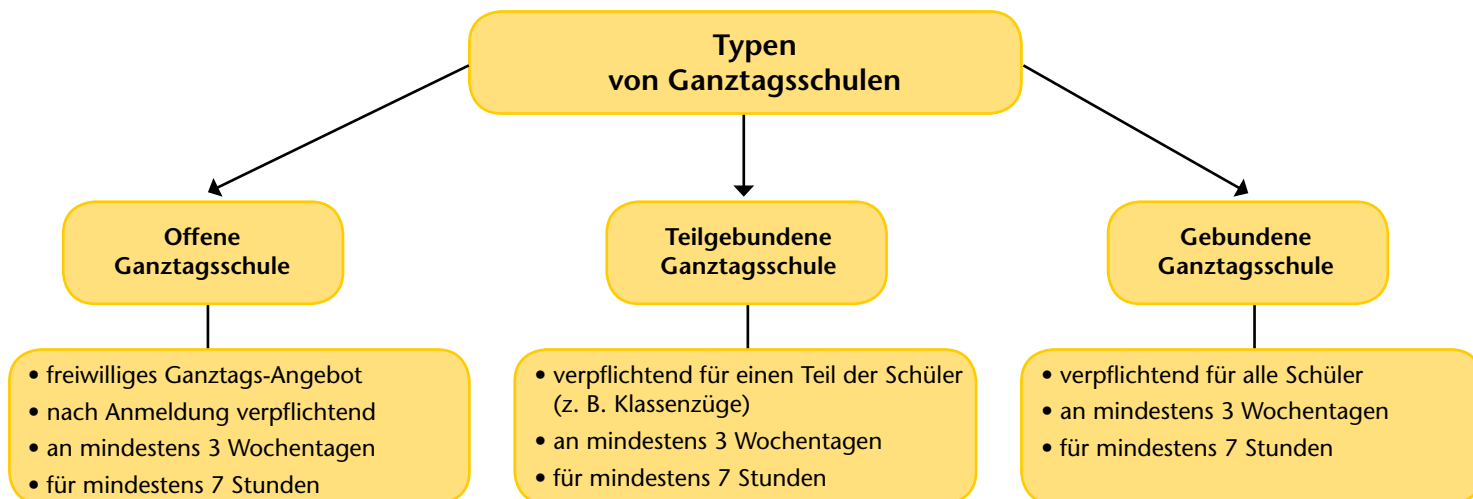 Typen
von Ganztagsschulen
Offene
Ganztagsschule
• freiwilliges Ganztags-Angebot
• nach Anmeldung verpflichtend
• an mindestens 3 Wochentagen
• für mindestens 7 Stunden
Teilgebundene
Ganztagsschule
• verpflichtend für einen Teil der Schüler
(z. B. Klassenzüge)
• an mindestens 3 Wochentagen
• für mindestens 7 Stunden
Gebundene
Ganztagsschule
• verpflichtend für alle Schüler
• an mindestens 3 Wochentagen
• für mindestens 7 Stunden